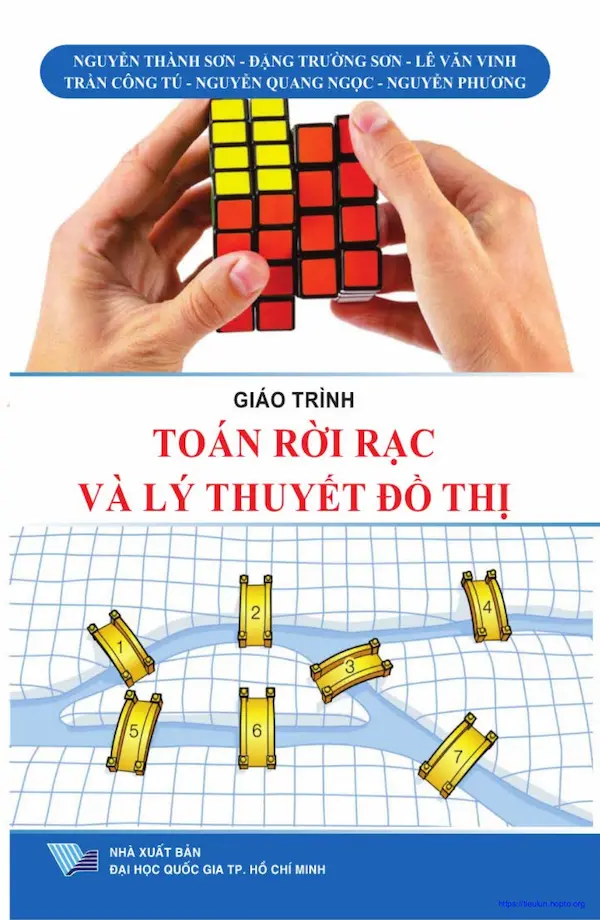 NGUYỄN THÀNH SƠN - ĐẶNG TRƯỜNG SƠN - LÊ VĂN VINH
TRẦN CÔNG TÚ - NGUYỄN QUANG NGỌC - NGUYỄN PHƯƠNG
GIÁO TRÌNH
TOÁN RỜI RẠC
VÀ LÝ THUYẾT ĐỒ THỊ
1
2
3
4
5
6
7
NHÀ XUẤT BẢN
ĐẠI HỌC QUỐC GIA TP. HỒ CHÍ MINH
https://tieulun.hopto.org